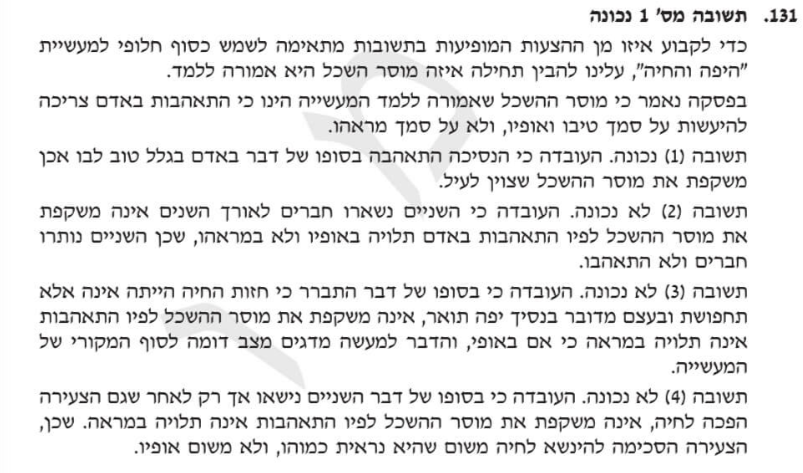 131. תשובה מס' 1 נכונה
כדי לקבוע איזו מן ההצעות המופיעות בתשובות מתאימה לשמש כסוף חלופי למעשיית
"היפה והחיה", עלינו להבין תחילה איזה מוסר השכל היא אמורה ללמד.
בפסקה נאמר כי מוסר ההשכל שאמורה ללמד המעשייה הינו כי התאהבות באדם צריכה
להיעשות על סמך טיבו ואופיו, ולא על סמך מראהו.
תשובה (1) נכונה. העובדה כי הנסיכה התאהבה בסופו של דבר באדם בגלל טוב לבו אכן
משקפת את מוסר ההשכל שצוין לעיל.
תשובה (2) לא נכונה. העובדה כי השניים נשארו חברים לאורך השנים אינה משקפת
את מוסר ההשכל לפיו התאהבות באדם תלויה באופיו ולא במראהו, שכן השניים נותרו
חברים ולא התאהבו.
תשובה (3) לא נכונה. העובדה כי בסופו של דבר התברר כי חזות החיה הייתה אינה אלא
תחפושת ובעצם מדובר בנסיך יפה תואר, אינה משקפת את מוסר ההשכל לפיו התאהבות
אינה תלויה במראה כי אם באופי, והדבר למעשה מדגים מצב דומה לסוף המקורי של
המעשייה.
תשובה (4) לא נכונה. העובדה כי בסופו של דבר השניים נישאו אך רק לאחר שגם הצעירה
הפכה לחיה, אינה משקפת את מוסר ההשכל לפיו התאהבות אינה תלויה במראה. שכן,
הצעירה הסכימה להינשא לחיה משום שהיא נראית כמוהו, ולא משום אופיו.